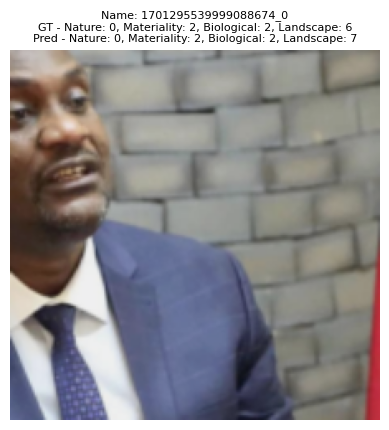 Name: 1701295539999088674_0
GT - Nature: 0, Materiality: 2, Biological: 2, Landscape: 6
Pred - Nature: 0, Materiality: 2, Biological: 2, Landscape: 7